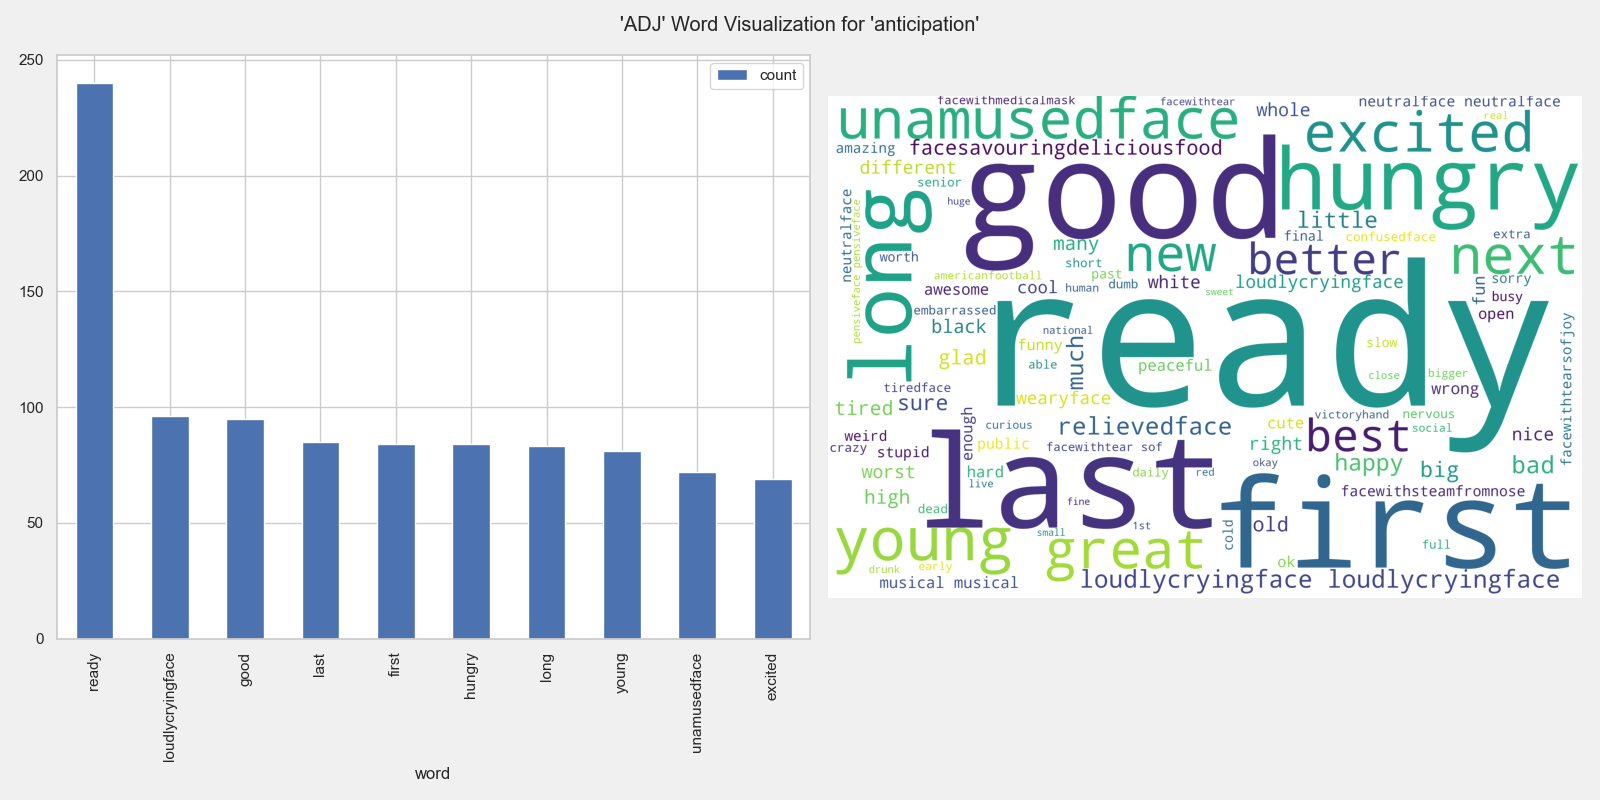 'ADJ' Word Visualization for 'anticipation'
count
250
200
150
100
50
0
ready
loudlycryingface
good
last
first
hungry
long
young
unamusedface
excited
word
facewithmedicalmask
facewithtear
whole
neutralface neutralface
real
unamusedface
excited
amazing
facesavouringdeliciousfood
good
hungry
different
senior
huge
long
neutralface
pensiveface pensiveface
worth
little
many
new
final
confusedface
extra
short
better
next
americanfootball
past
awesome
cool
human
dumb
white
sweet
loudlycryingface
fun
sorry
busy
open
embarrassed
black
national
ready
funny
much
glad
able
peaceful
slow
close
bigger
wrong
facewithtearsofjoy
tiredface
tired
sure
wearyface
enough
curious
relievedface
cute
victoryhand
nervous
social
best
nice
weird
crazy
stupid
public
facewithtear sof
right
last
worst
hard
live
daily
red
okay
happy
big
bad
high
dead
fine
first
facewithsteamfromnose
young
small
1st
cold
old
full
great
ok
drunk
early
musical musical
loudlycryingface loudlycryingface